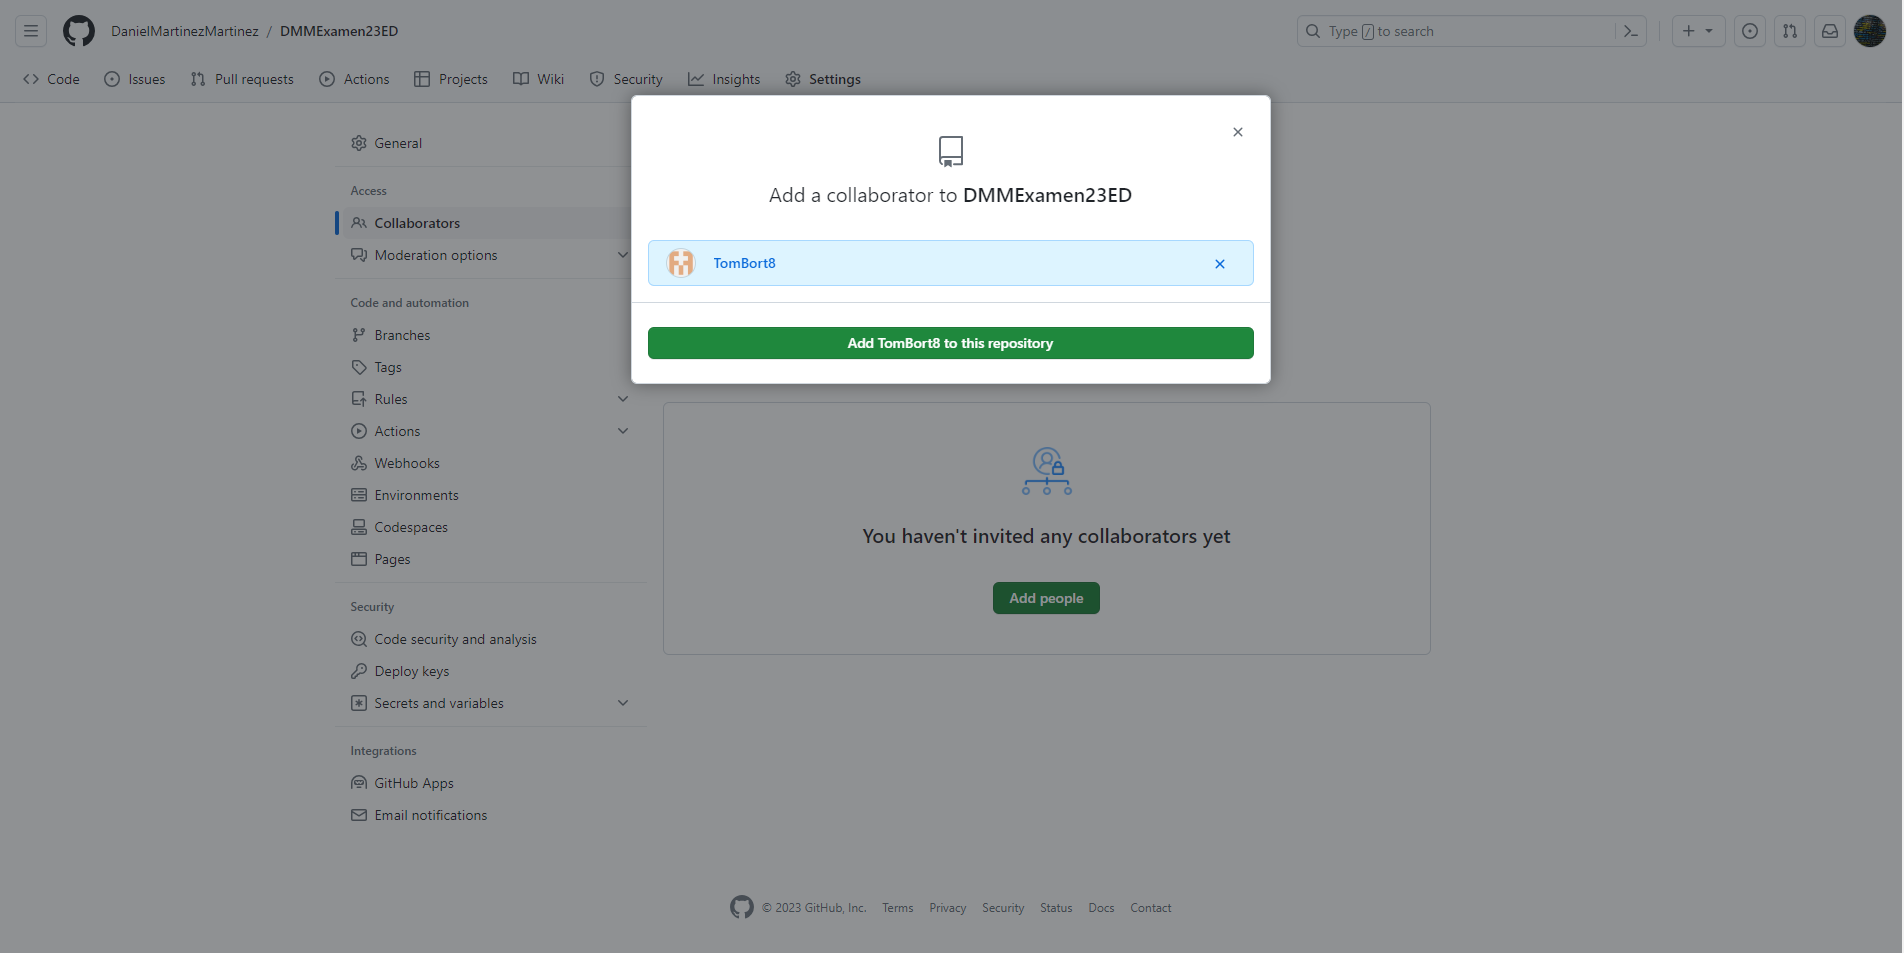 DanielMartinezMartinez / DMMExamen23ED
Type / to search
Code Issues Pull requests Actions Projects Wiki Security Insights Settings
General
Access
Collaborators
Moderation options
Code and automation
Branches
Tags
Rules
Actions
Webhooks
Environments
Codespaces
Pages
Security
Code security and analysis
Deploy keys
Secrets and variables
Integrations
GitHub Apps
Email notifications
Add a collaborator to DMMExamen23ED
TomBort8
Add TomBort8 to this repository
You haven't invited any collaborators yet
Add people
© 2023 GitHub, Inc. Terms Privacy Security Status Docs Contact